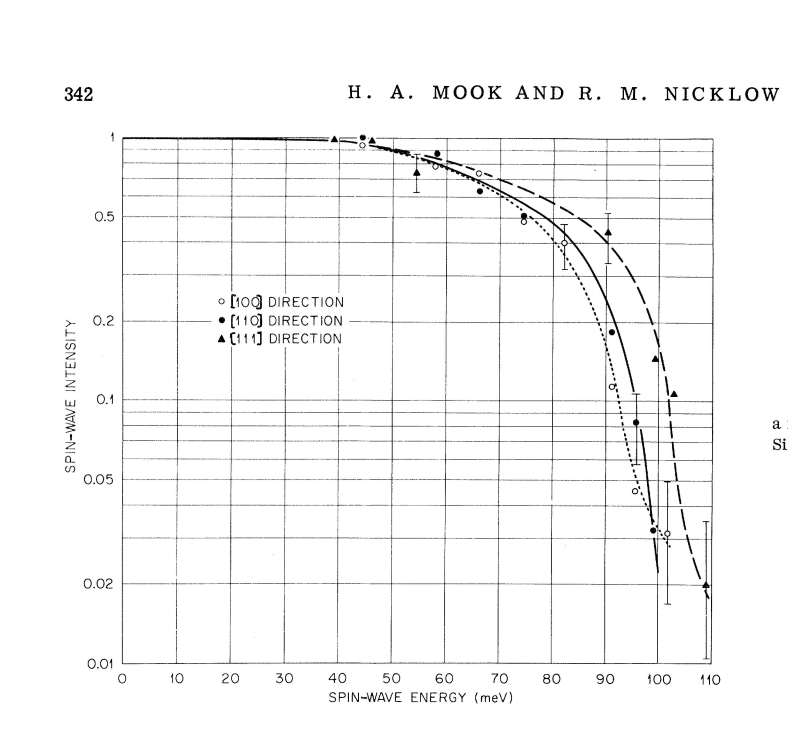 342
H. A. MOOK AND R. M. NICKLOW
1
0.5
0.2
0.1
0.05
0.02
0.01
SPIN-WAVE INTENSITY
[100] DIRECTION
[110] DIRECTION
[111] DIRECTION
0 10 20 30 40 50 60 70 80 90 100 110
SPIN-WAVE ENERGY (meV)
a
Si